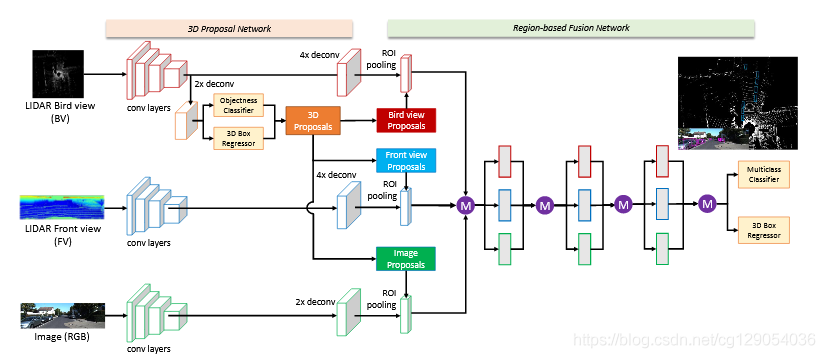 3D Proposal Network
Region-based Fusion Network
4x deconv
ROI
pooling
2x deconv
LIDAR Bird view
(BV)
conv layers
Objectness
Classifier
3D Box
Regressor
3D
Proposals
Bird view
Proposals
Front view
Proposals
4x deconv
ROI
pooling
LIDAR Front view
(FV)
conv layers
M
M
M
M
Multiclass
Classifier
3D Box
Regressor
Image
Proposals
2x deconv
ROI
pooling
Image (RGB)
conv layers
https://blog.csdn.net/cg129054036